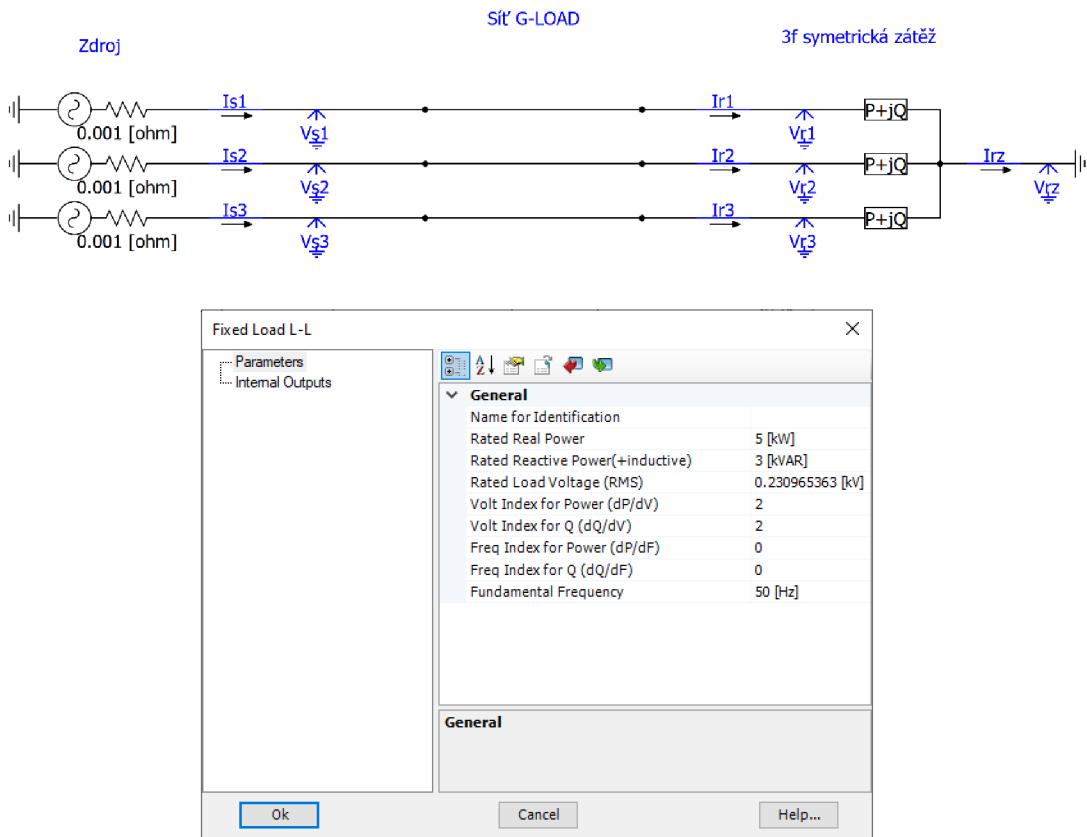 Síť G-LOAD
Zdroj
3f symetrická zátěž
Is1
Ir1
P+jQ
0.001 [ohm]
Vs1
Vr1
Is2
Ir2
P+jQ
Irz
0.001 [ohm]
Vs2
Vr2
Vrz
Is3
Ir3
P+jQ
0.001 [ohm]
Vs3
Vr3
Fixed Load L-L
Parameters
Internal Outputs
General
Name for Identification
Rated Real Power 5 [kW]
Rated Reactive Power(+inductive) 3 [kVAR]
Rated Load Voltage (RMS) 0.230965363 [kV]
Volt Index for Power (dP/dV) 2
Volt Index for Q (dQ/dV) 2
Freq Index for Power (dP/dF) 0
Freq Index for Q (dQ/dF) 0
Fundamental Frequency 50 [Hz]
General
Ok Cancel Help...